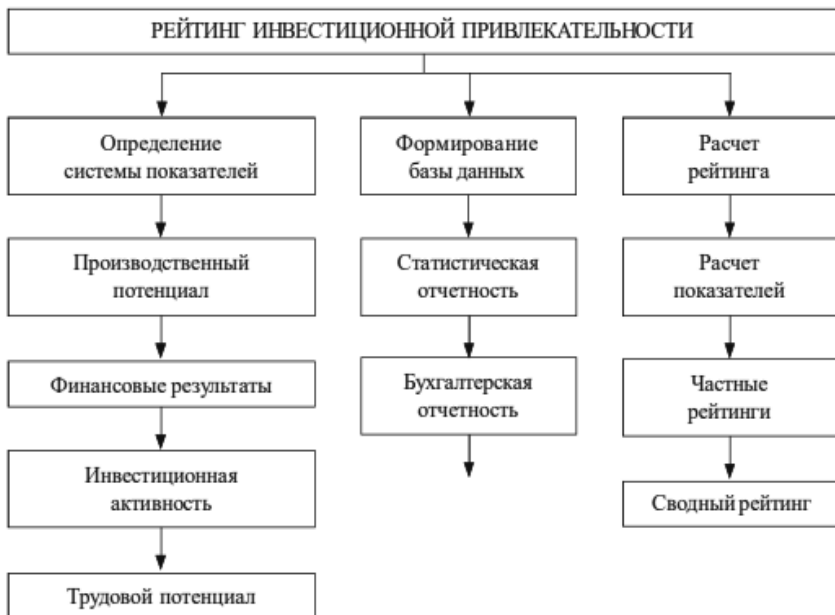 РЕЙТИНГ ИНВЕСТИЦИОННОЙ ПРИВЛЕКАТЕЛЬНОСТИ
Определение
системы показателей
Производственный
потенциал
Финансовые результаты
Инвестиционная
активность
Трудовой потенциал
Формирование
базы данных
Статистическая
отчетность
Бухгалтерская
отчетность
Расчет
рейтинга
Расчет
показателей
Частные
рейтинги
Сводный рейтинг